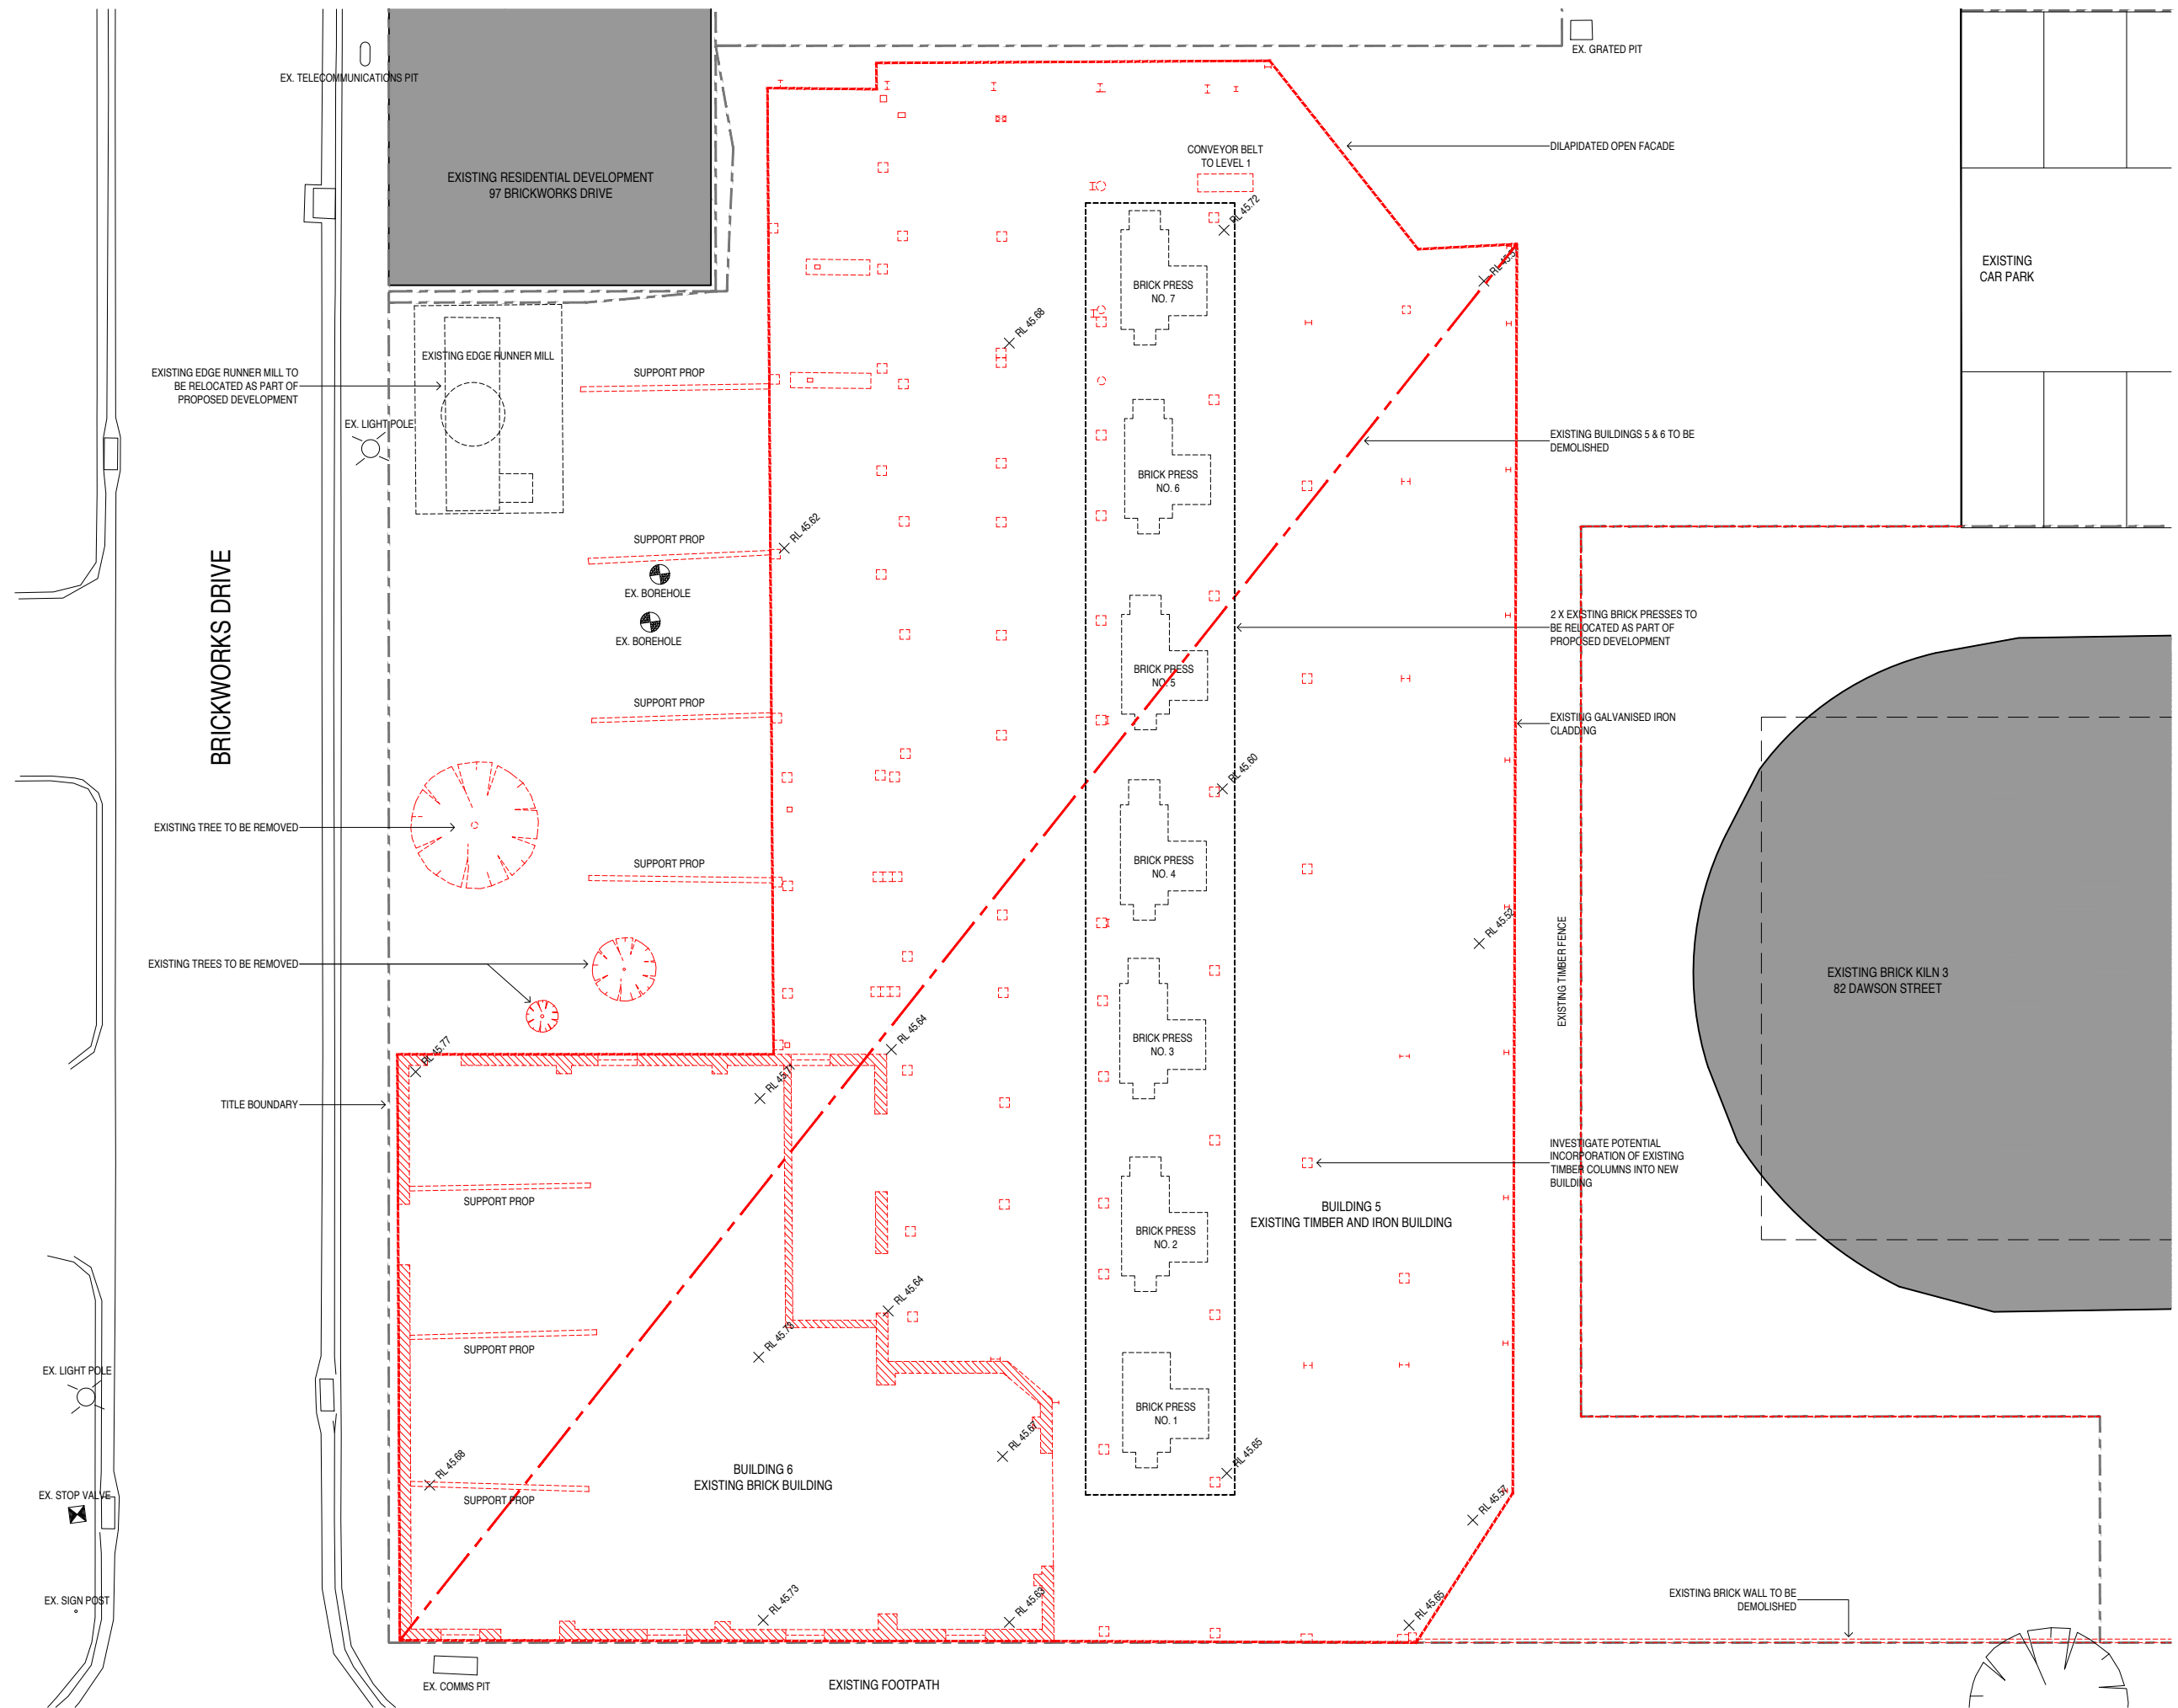 EX. GRATED PIT
EX. TELECOMMUNICATIONS PIT
EXISTING RESIDENTIAL DEVELOPMENT
97 BRICKWORKS DRIVE
CONVEYOR BELT
TO LEVEL 1
DILAPIDATED OPEN FACADE
RL 45.72
EXISTING
CAR PARK
BRICK PRESS
NO. 7
RL 45.68
EXISTING EDGE RUNNER MILL
EXISTING EDGE RUNNER MILL TO
BE RELOCATED AS PART OF
PROPOSED DEVELOPMENT
SUPPORT PROP
EX. LIGHT POLE
EXISTING BUILDINGS 5 & 6 TO BE
DEMOLISHED
BRICK PRESS
NO. 6
RL 45.62
SUPPORT PROP
EX. BOREHOLE
EX. BOREHOLE
BRICKWORKS DRIVE
2 X EXISTING BRICK PRESSES TO
BE RELOCATED AS PART OF
PROPOSED DEVELOPMENT
BRICK PRESS
NO. 5
SUPPORT PROP
EXISTING GALVANISED IRON
CLADDING
RL 45.60
EXISTING TREE TO BE REMOVED
SUPPORT PROP
BRICK PRESS
NO. 4
RL 45.52
EXISTING TIMBER FENCE
EXISTING TREES TO BE REMOVED
EXISTING BRICK KILN 3
82 DAWSON STREET
RL 45.77
RL 45.71
RL 45.64
BRICK PRESS
NO. 3
TITLE BOUNDARY
INVESTIGATE POTENTIAL
INCORPORATION OF EXISTING
TIMBER COLUMNS INTO NEW
BUILDING
SUPPORT PROP
BUILDING 5
EXISTING TIMBER AND IRON BUILDING
BRICK PRESS
NO. 2
RL 45.64
RL 45.73
SUPPORT PROP
EX. LIGHT POLE
BRICK PRESS
NO. 1
RL 45.67
RL 45.65
RL 45.68
BUILDING 6
EXISTING BRICK BUILDING
EX. STOP VALVE
SUPPORT PROP
RL 45.57
EX. SIGN POST
RL 45.73
RL 45.63
RL 45.65
EXISTING BRICK WALL TO BE
DEMOLISHED
EX. COMMS PIT
EXISTING FOOTPATH